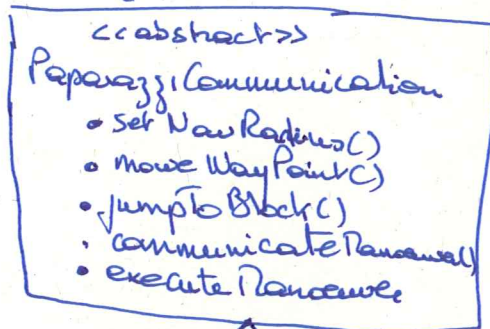 <<abstract>>
PaparazziCommunication
• setNavRadius()
• moveWayPoint()
• jumpToBlock()
• communicateManoeuvre()
• executeManoeuvre